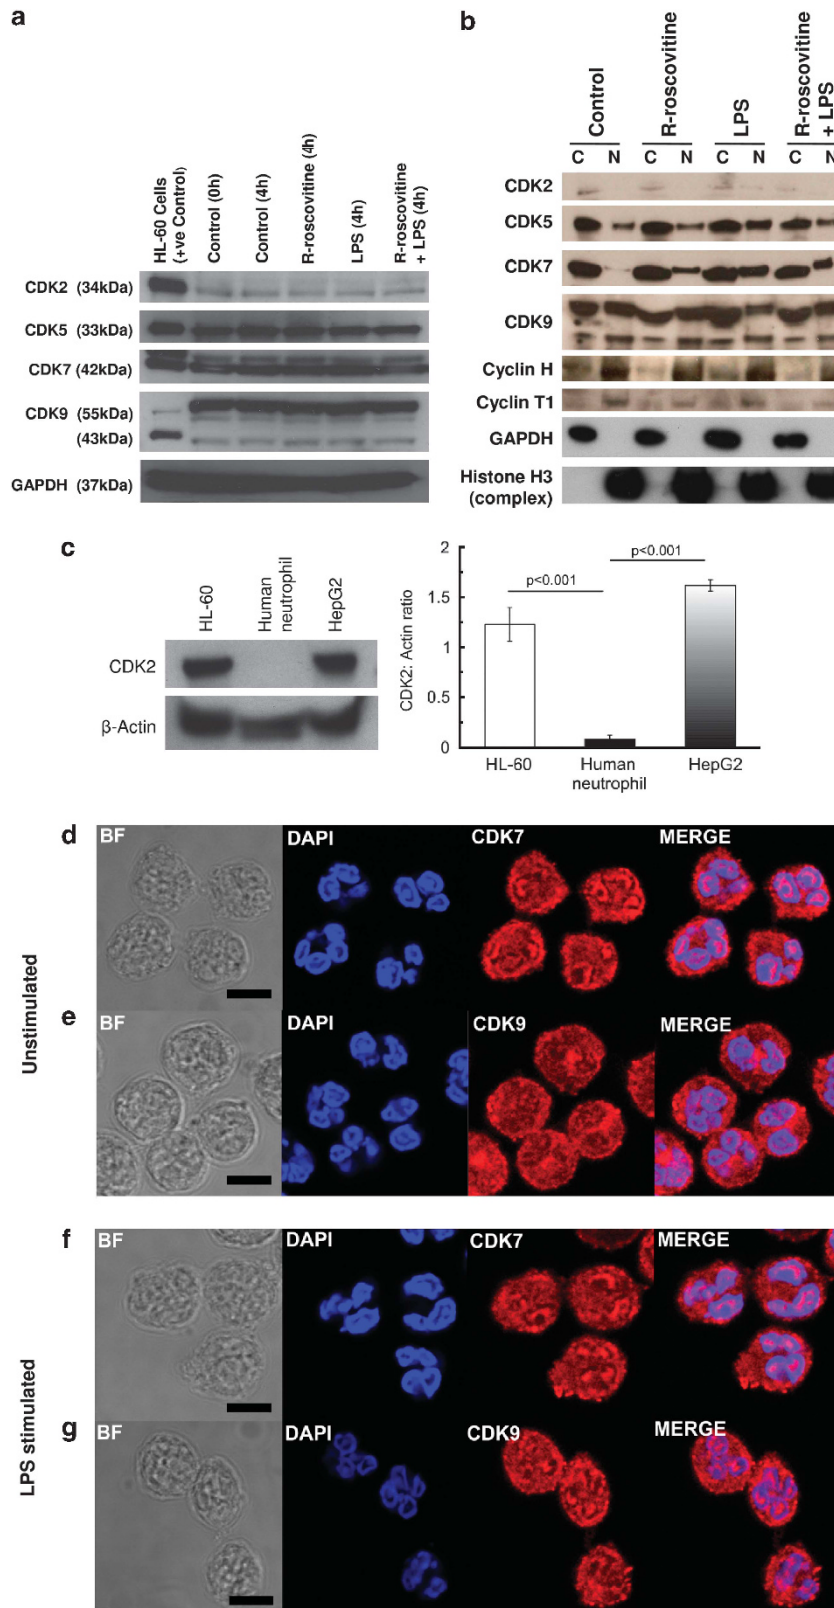 a
HL-60 Cells
(+ve Control)
Control (0h)
Control (4h)
R-roscovitine (4h)
LPS (4h)
R-roscovitine
+ LPS (4h)
CDK2 (34kDa)
CDK5 (33kDa)
CDK7 (42kDa)
CDK9 (55kDa)
(43kDa)
GAPDH (37kDa)
b
Control
R-roscovitine
LPS
R-roscovitine
+ LPS
C N C N C N C N
CDK2
CDK5
CDK7
CDK9
Cyclin H
Cyclin T1
GAPDH
Histone H3
(complex)
c
HL-60
Human
neutrophil
HepG2
CDK2
β-Actin
CDK2: Actin ratio
2
1.5
1
0.5
0
p<0.001
p<0.001
HL-60
Human
neutrophil
HepG2
Unstimulated
d
BF DAPI CDK7 MERGE
e
BF DAPI CDK9 MERGE
LPS stimulated
f
BF DAPI CDK7 MERGE
g
BF DAPI CDK9 MERGE